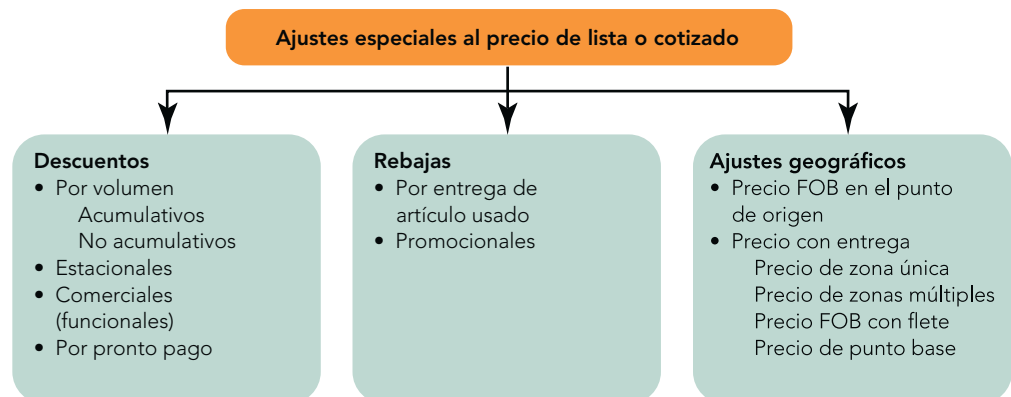 Ajustes especiales al precio de lista o cotizado
Descuentos
• Por volumen
Acumulativos
No acumulativos
• Estacionales
• Comerciales
(funcionales)
• Por pronto pago
Rebajas
• Por entrega de
artículo usado
• Promocionales
Ajustes geográficos
• Precio FOB en el punto
de origen
• Precio con entrega
Precio de zona única
Precio de zonas múltiples
Precio FOB con flete
Precio de punto base